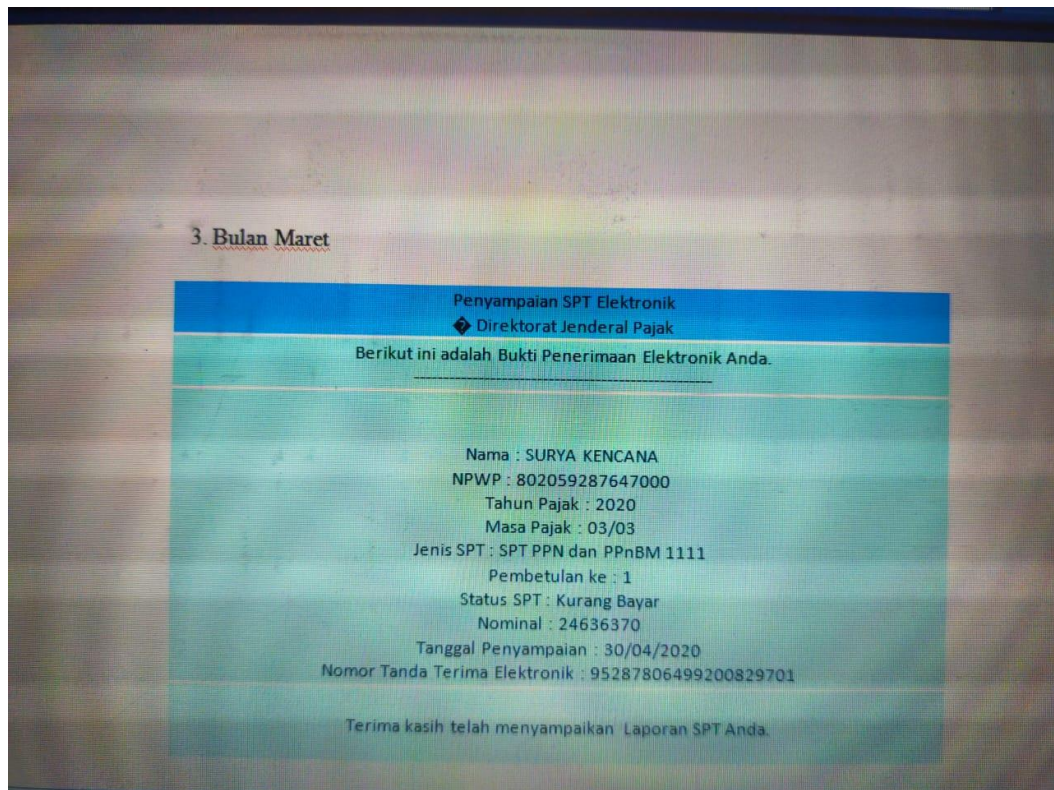 3. Bulan Maret
Penyampaian SPT Elektronik
� Direktorat Jenderal Pajak
Berikut ini adalah Bukti Penerimaan Elektronik Anda.
--------------------------------------------------
Nama : SURYA KENCANA
NPWP : 802059287647000
Tahun Pajak : 2020
Masa Pajak : 03/03
Jenis SPT : SPT PPN dan PPnBM 1111
Pembetulan ke : 1
Status SPT : Kurang Bayar
Nominal : 24636370
Tanggal Penyampaian : 30/04/2020
Nomor Tanda Terima Elektronik : 95287806499200829701
Terima kasih telah menyampaikan Laporan SPT Anda.